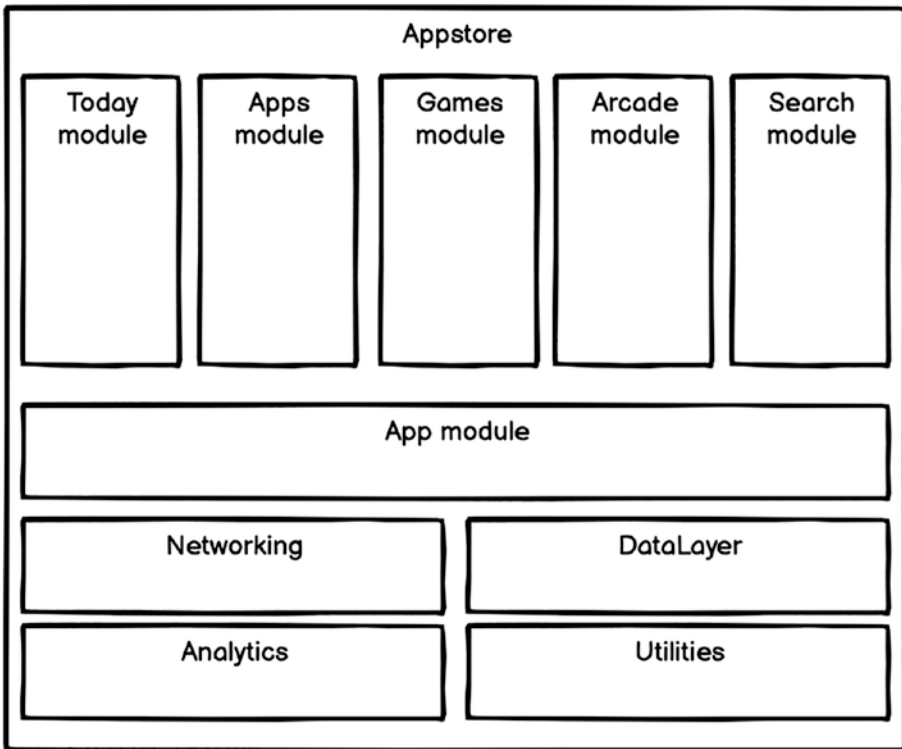 Appstore
Today
module
Apps
module
Games
module
Arcade
module
Search
module
App module
Networking
DataLayer
Analytics
Utilities